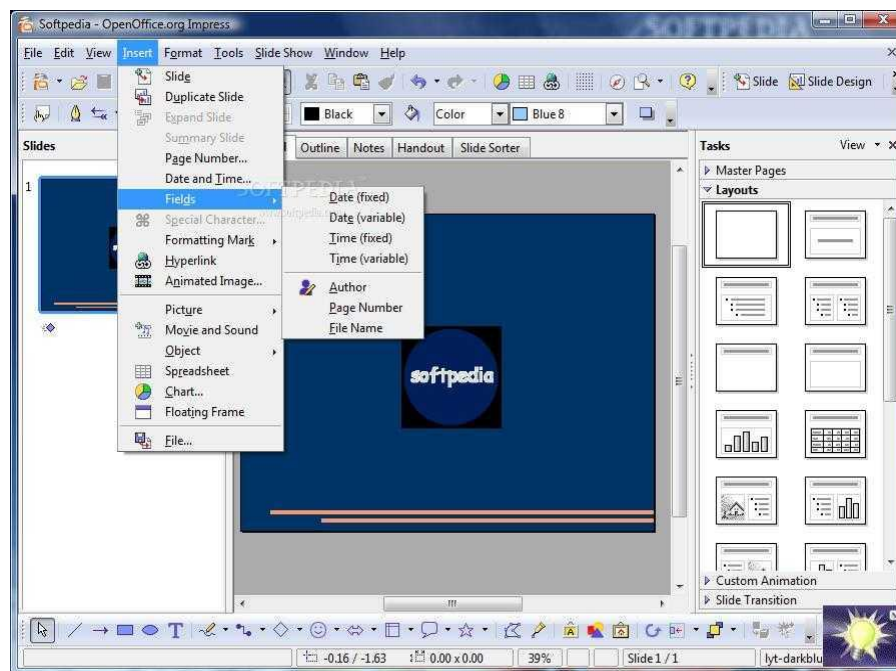 Softpedia - OpenOffice.org Impress
SOFTPEDIA
File Edit View Insert Format Tools Slide Show Window Help
Slide Slide Design
Black Color Blue 8
Slides
Outline Notes Handout Slide Sorter
Tasks View
1
Slide
Duplicate Slide
Expand Slide
Summary Slide
Page Number...
Date and Time...
Fields
Special Character...
Formatting Mark
Hyperlink
Animated Image...
Picture
Movie and Sound
Object
Spreadsheet
Chart...
Floating Frame
File...
SOFTPEDIA
Date (fixed)
Date (variable)
Time (fixed)
Time (variable)
Author
Page Number
File Name
softpedia
Master Pages
Layouts
Custom Animation
Slide Transition
-0.16 / -1.63 0.00 x 0.00 39% Slide 1 / 1 lyt-darkblu